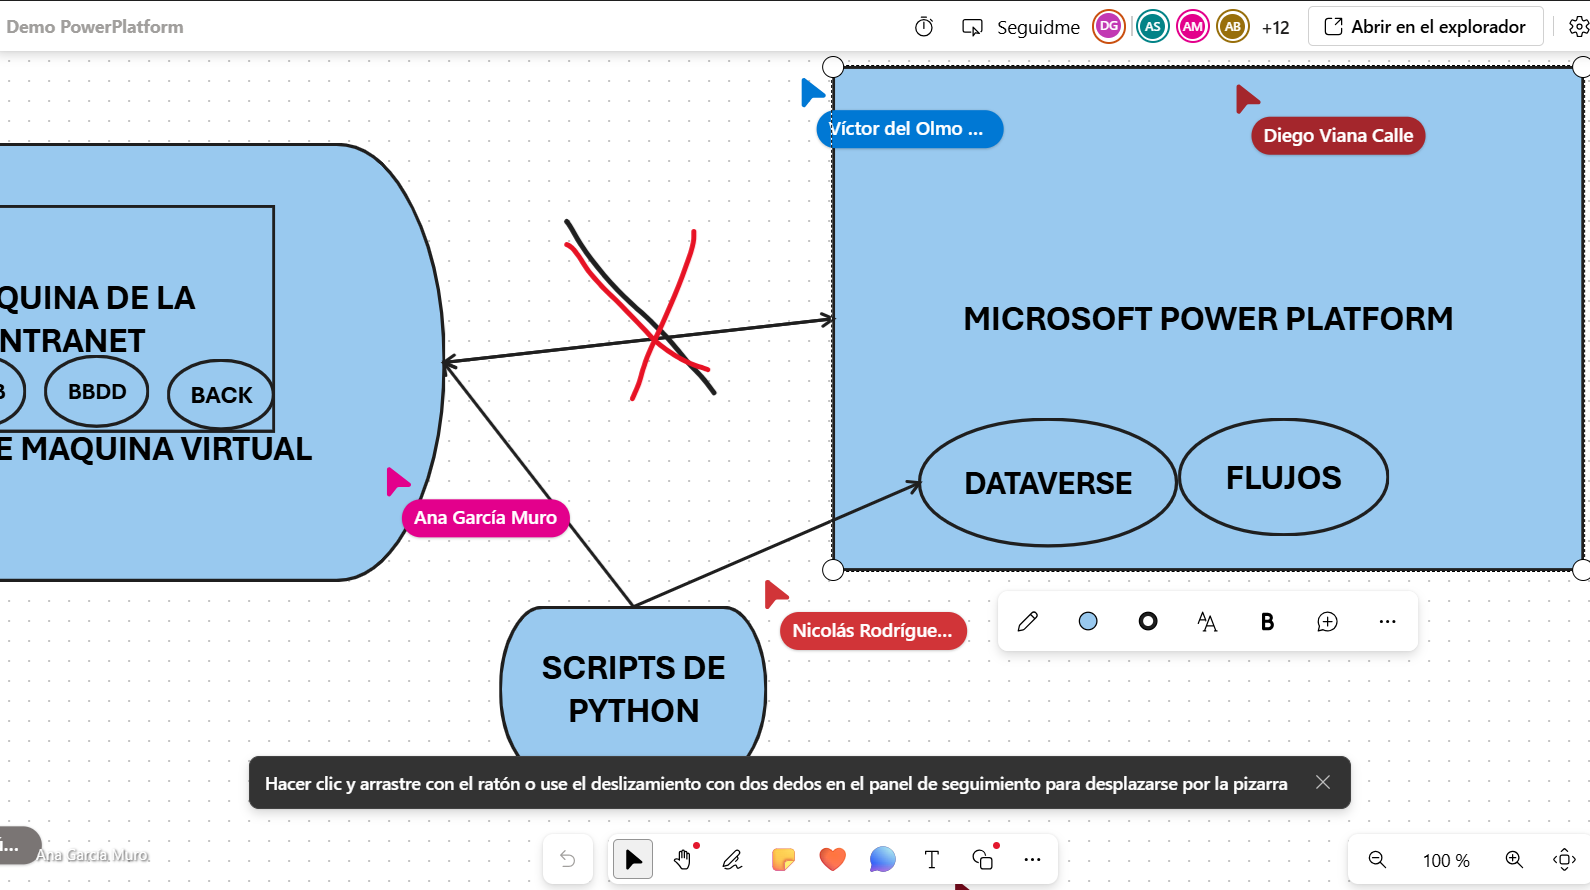 Demo PowerPlatform
Seguidme
DG
AS
AM
AB
+12
Abrir en el explorador
Víctor del Olmo ...
Diego Viana Calle
QUINA DE LA
NTRANET
B
BBDD
BACK
E MAQUINA VIRTUAL
MICROSOFT POWER PLATFORM
DATAVERSE
FLUJOS
Ana García Muro
Nicolás Rodrígue...
SCRIPTS DE
PYTHON
Hacer clic y arrastre con el ratón o use el deslizamiento con dos dedos en el panel de seguimiento para desplazarse por la pizarra
Ana García Muro
100 %